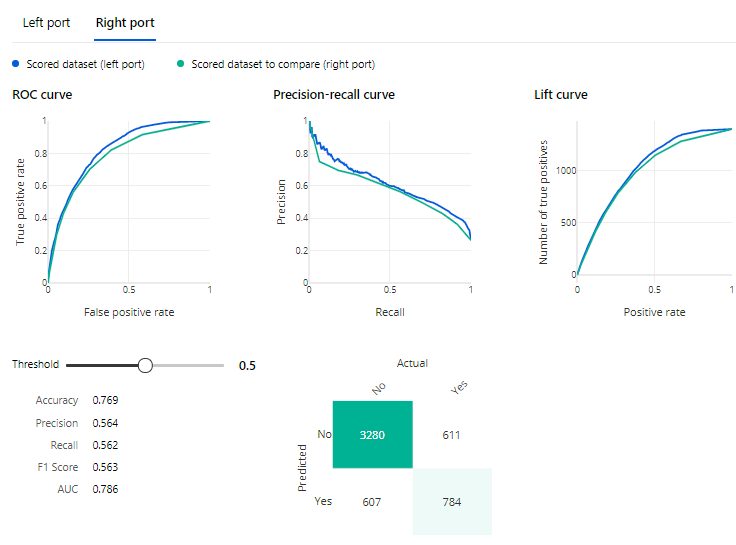 Left port Right port
Scored dataset (left port) Scored dataset to compare (right port)
ROC curve Precision-recall curve Lift curve
True positive rate
1
0.8
0.6
0.4
0.2
0
0 0.5 1
False positive rate
Precision
1
0.8
0.6
0.4
0.2
0
0 0.5 1
Recall
Number of true positives
1000
500
0
0 0.5 1
Positive rate
Threshold 0.5
Accuracy 0.769
Precision 0.564
Recall 0.562
F1 Score 0.563
AUC 0.786
Actual
No Yes
Predicted
No 3280 611
Yes 607 784